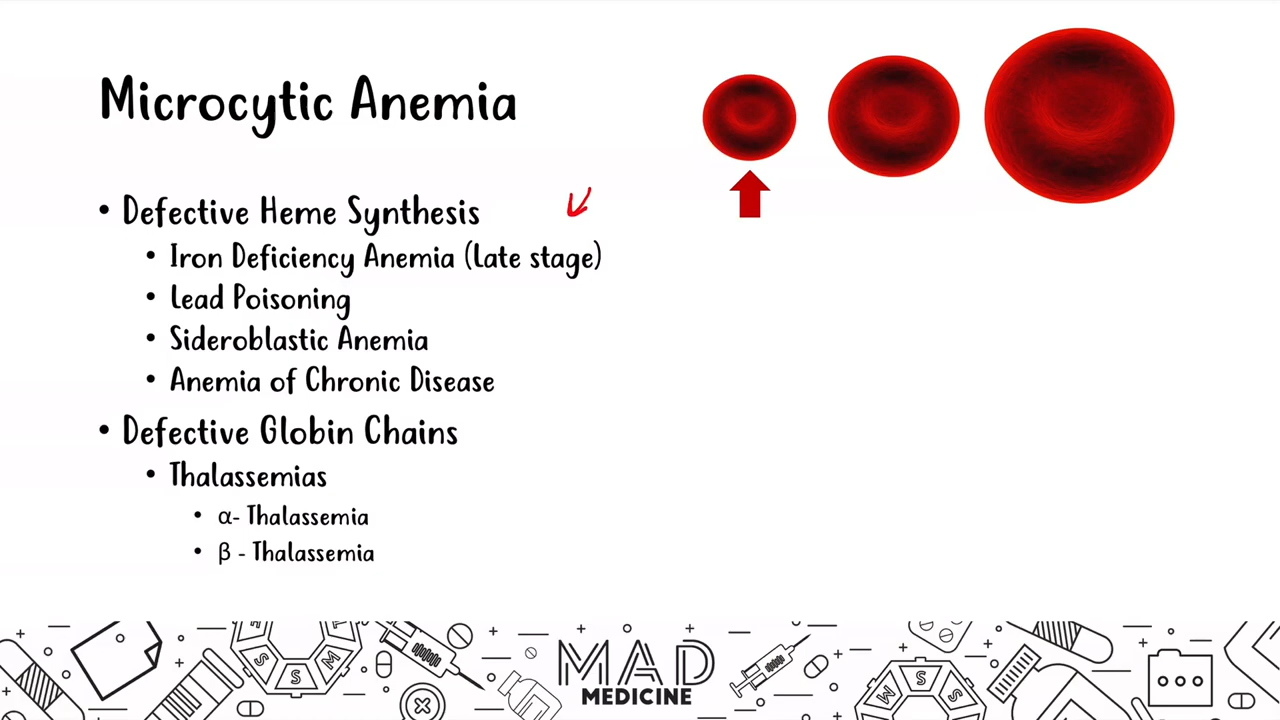 Microcytic Anemia
• Defective Heme Synthesis
• Iron Deficiency Anemia (Late stage)
• Lead Poisoning
• Sideroblastic Anemia
• Anemia of Chronic Disease
• Defective Globin Chains
• Thalassemias
• α- Thalassemia
• β - Thalassemia
MAD
MEDICINE